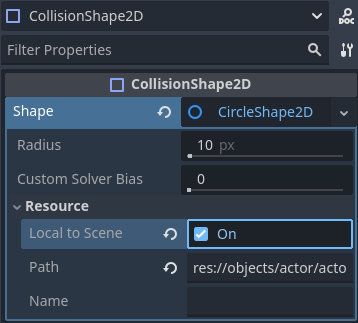 CollisionShape2D
DOC
Filter Properties
CollisionShape2D
Shape CircleShape2D
Radius 10 px
Custom Solver Bias 0
Resource
Local to Scene On
Path res://objects/actor/acto
Name